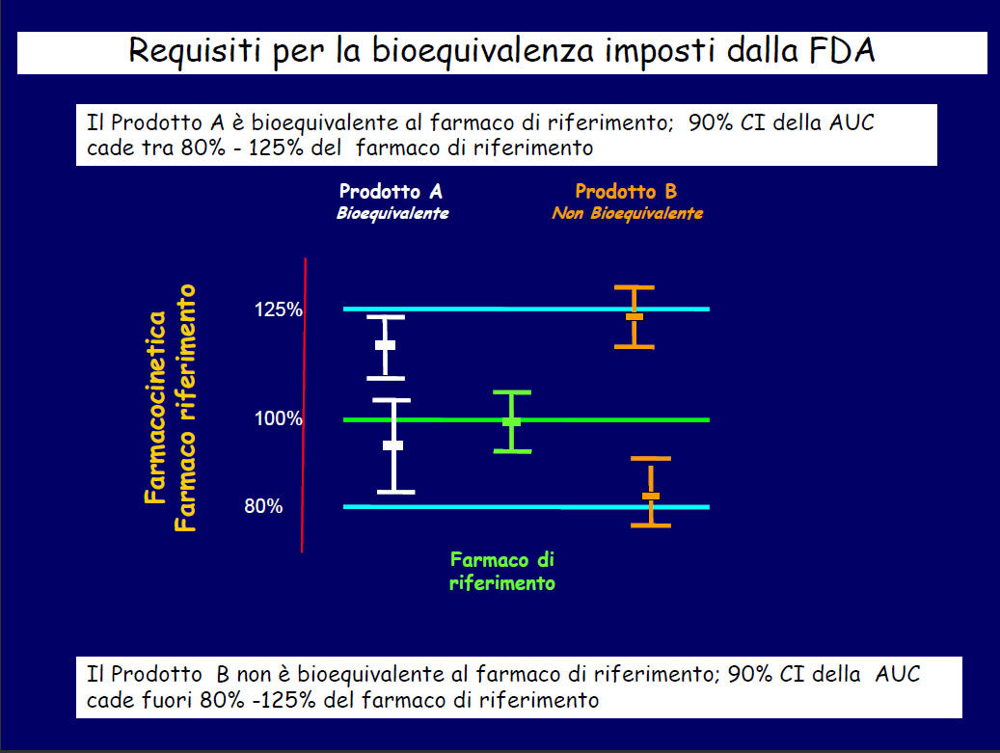 Requisiti per la bioequivalenza imposti dalla FDA
Il Prodotto A è bioequivalente al farmaco di riferimento; 90% CI della AUC
cade tra 80% - 125% del farmaco di riferimento
Prodotto A
Bioequivalente
Prodotto B
Non Bioequivalente
Farmacocinetica
Farmaco riferimento
125%
100%
80%
Farmaco di
riferimento
Il Prodotto B non è bioequivalente al farmaco di riferimento; 90% CI della AUC
cade fuori 80% -125% del farmaco di riferimento